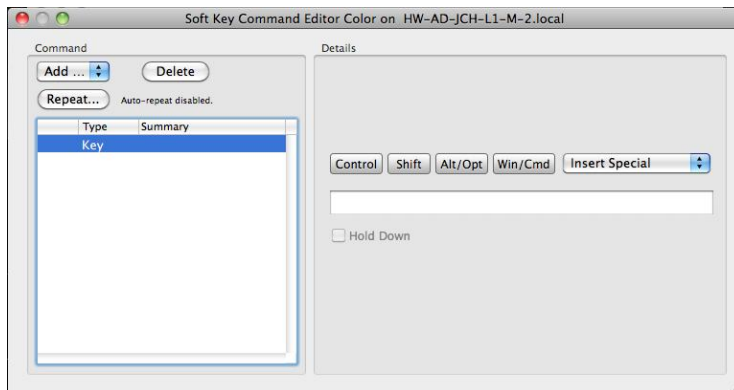 Soft Key Command Editor Color on HW-AD-JCH-L1-M-2.local
Command
Add ...
Delete
Repeat...
Auto-repeat disabled.
Type Summary
Key
Details
Control Shift Alt/Opt Win/Cmd Insert Special
Hold Down